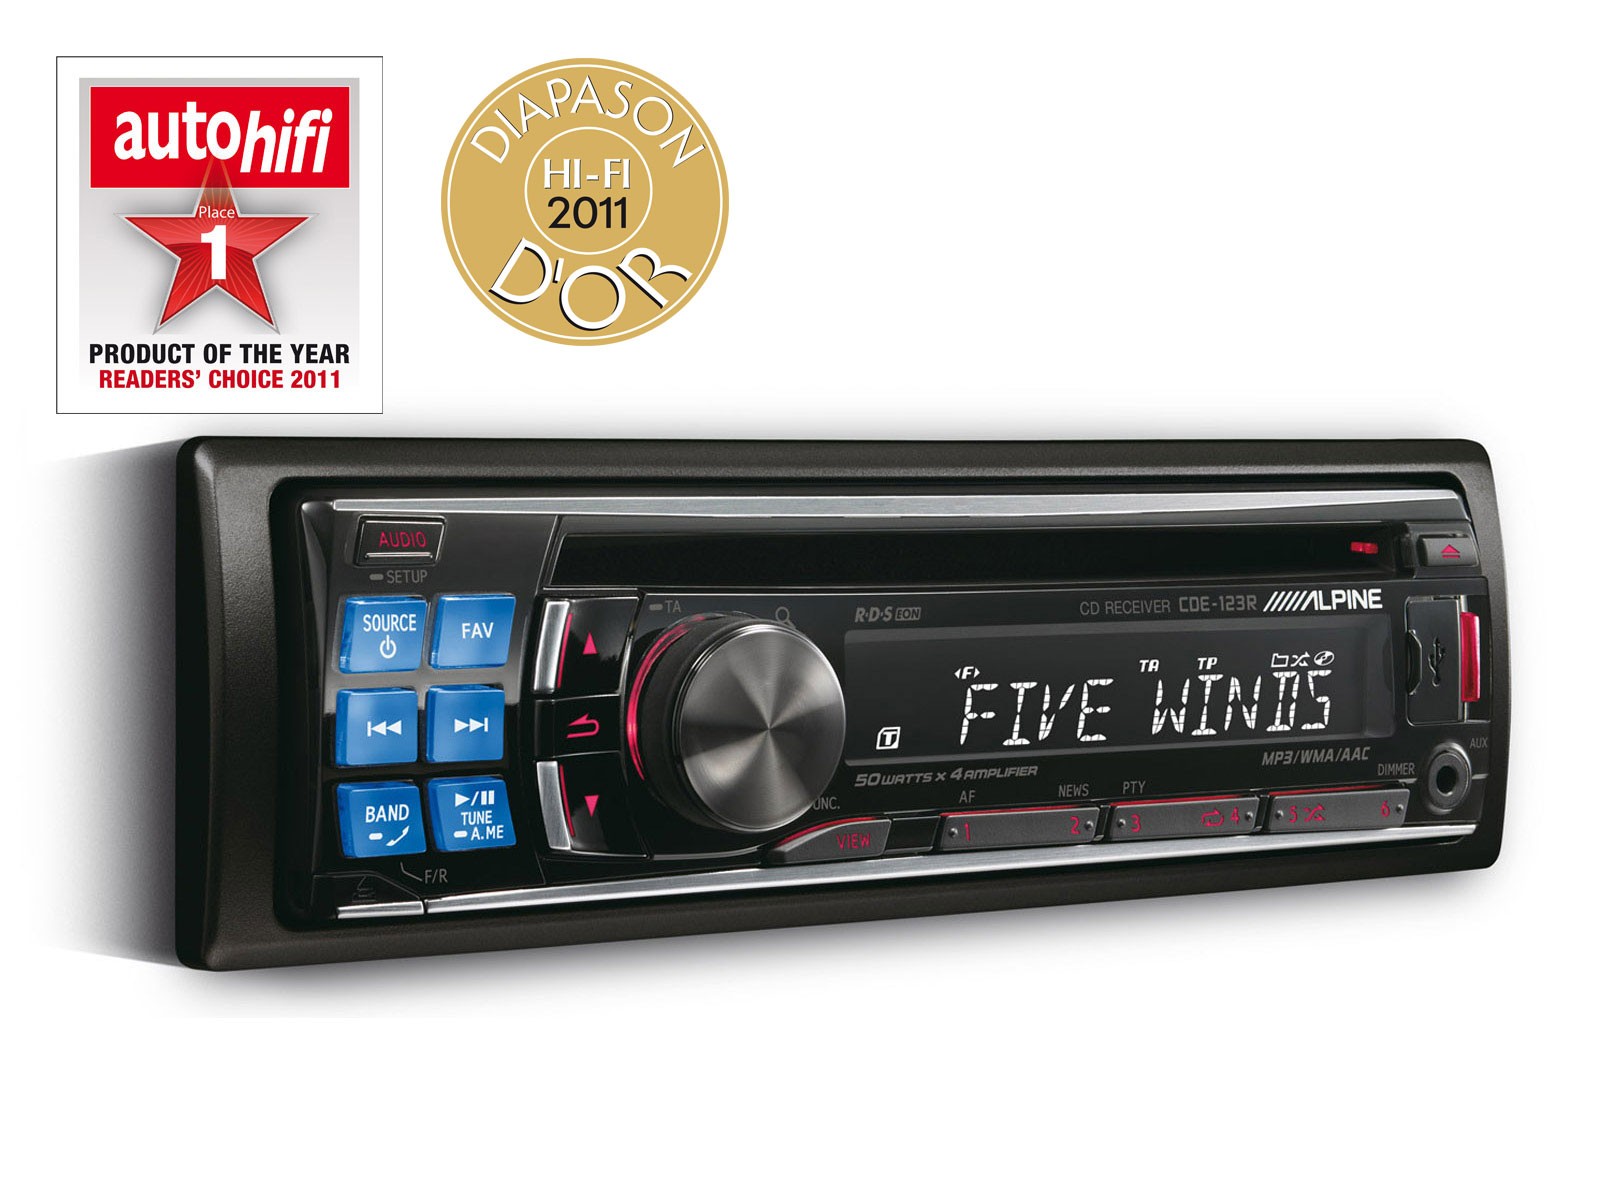 autohifi
Place
1
PRODUCT OF THE YEAR
READERS' CHOICE 2011
DIAPASON
HI-FI
2011
D'OR
AUDIO
SETUP
SOURCE
FAV
BAND
TUNE
A.ME
F/R
TA
R·D·S EON
CD RECEIVER CDE-123R ALPINE
F
TA TP
FIVE WINDS
T
50WATTS x 4 AMPLIFIER
MP3/WMA/AAC
AUX
DIMMER
UNC.
VIEW
AF
NEWS
PTY
1
2
3
4
5
6